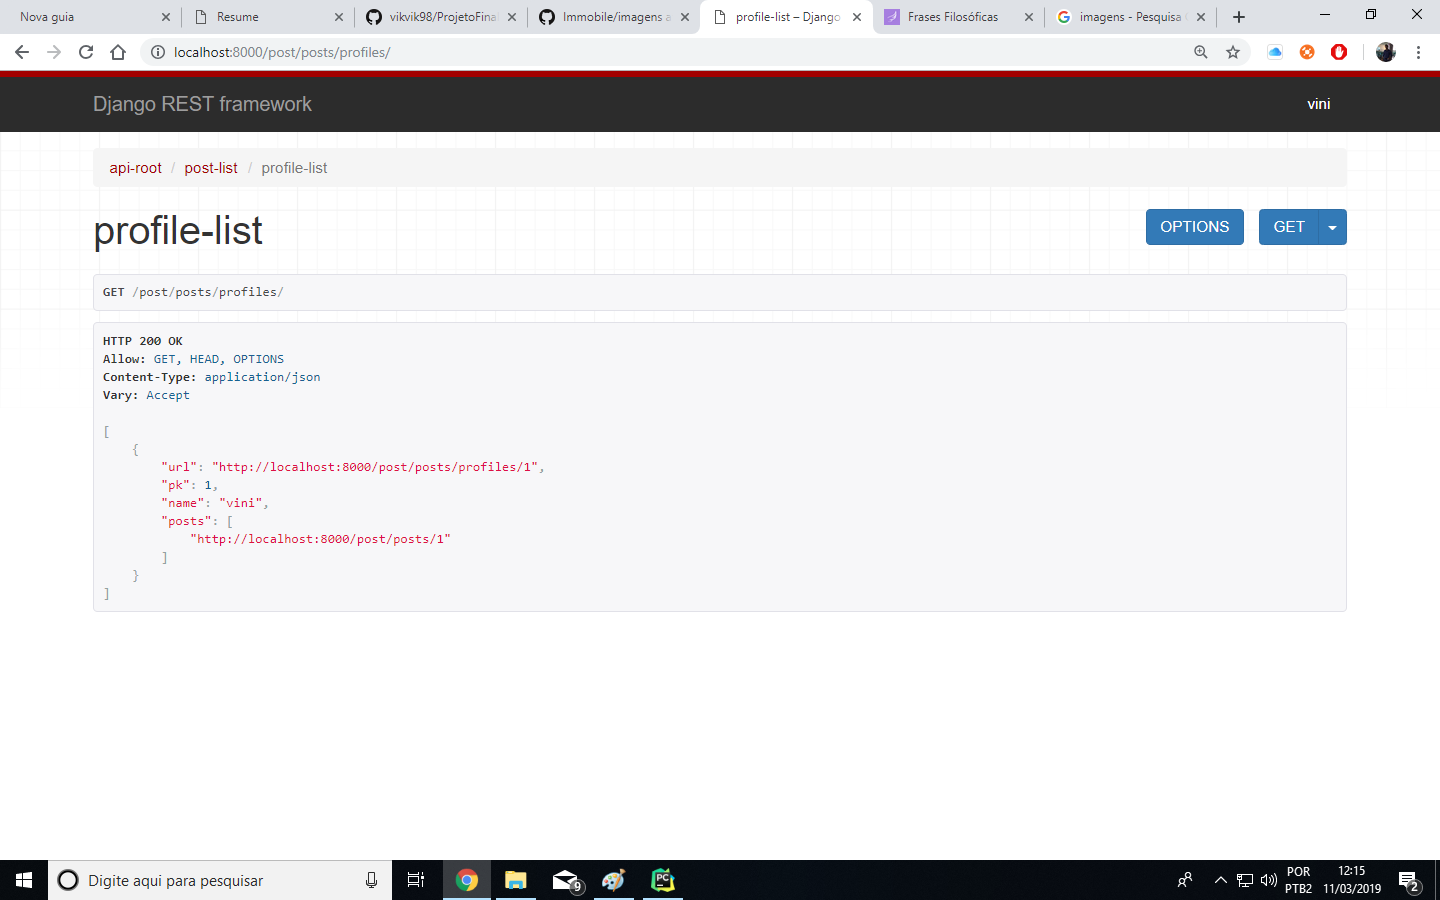 Nova guia
Resume
vikvik98/ProjetoFinal
Immobile/imagens a
profile-list – Django
Frases Filosóficas
imagens - Pesquisa
localhost:8000/post/posts/profiles/
Django REST framework
vini
api-root / post-list / profile-list
profile-list
OPTIONS
GET
GET /post/posts/profiles/
HTTP 200 OK
Allow: GET, HEAD, OPTIONS
Content-Type: application/json
Vary: Accept
[
{
"url": "http://localhost:8000/post/posts/profiles/1",
"pk": 1,
"name": "vini",
"posts": [
"http://localhost:8000/post/posts/1"
]
}
]
Digite aqui para pesquisar
9
PC
POR
PTB2
12:15
11/03/2019
2